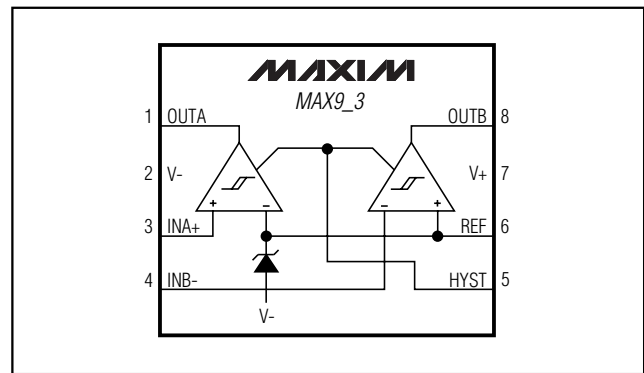 MAXIM
MAX9_3
1 OUTA OUTB 8
2 V- V+ 7
+ - - +
3 INA+ REF 6
4 INB- HYST 5
V-